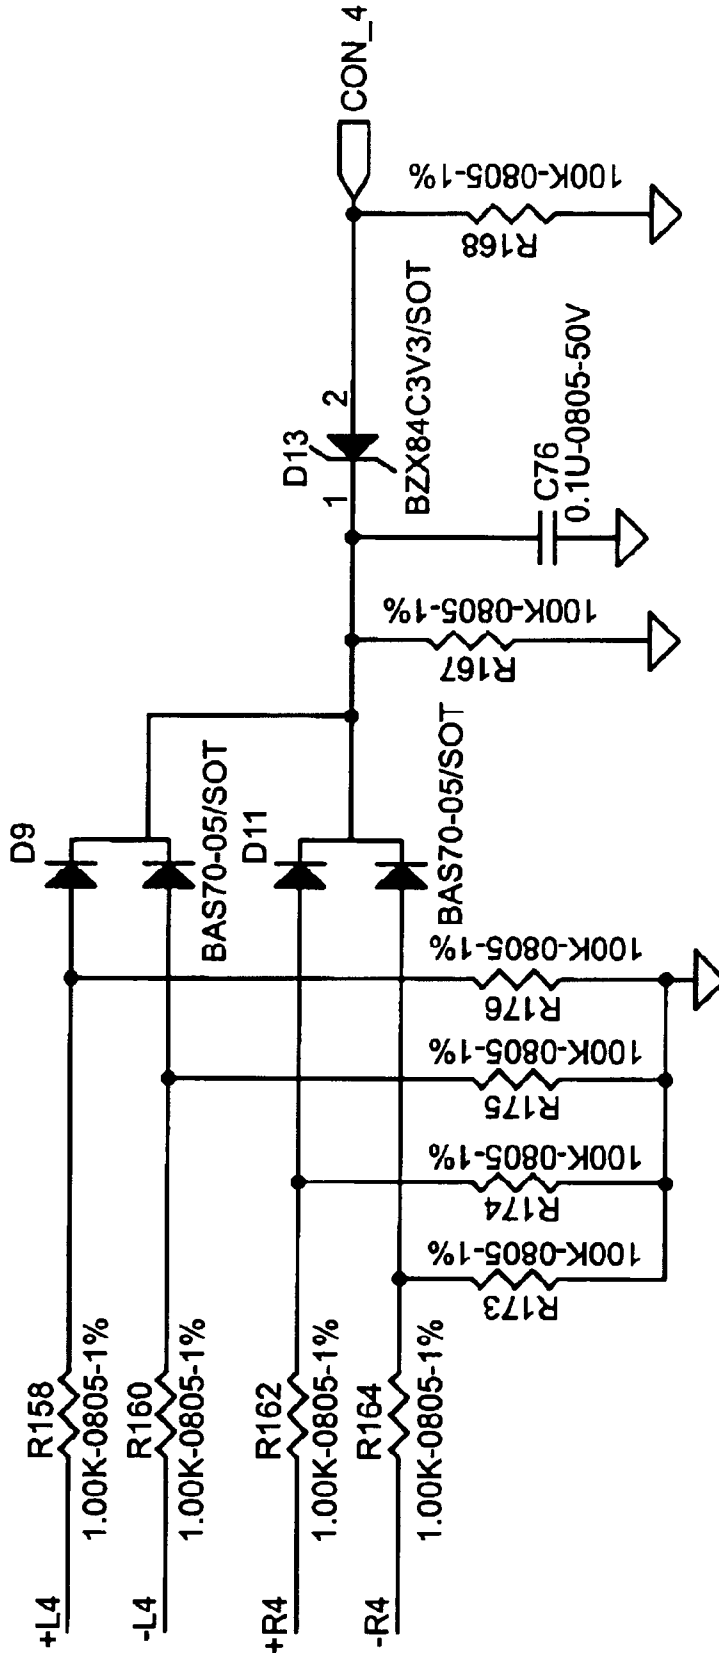 +L4
R158
1.00K-0805-1%
-L4
R160
1.00K-0805-1%
+R4
R162
1.00K-0805-1%
-R4
R164
1.00K-0805-1%
R173
100K-0805-1%
R174
100K-0805-1%
R175
100K-0805-1%
R176
100K-0805-1%
D9
BAS70-05/SOT
D11
BAS70-05/SOT
R167
100K-0805-1%
C76
0.1U-0805-50V
D13
1
2
BZX84C3V3/SOT
R168
100K-0805-1%
CON_4